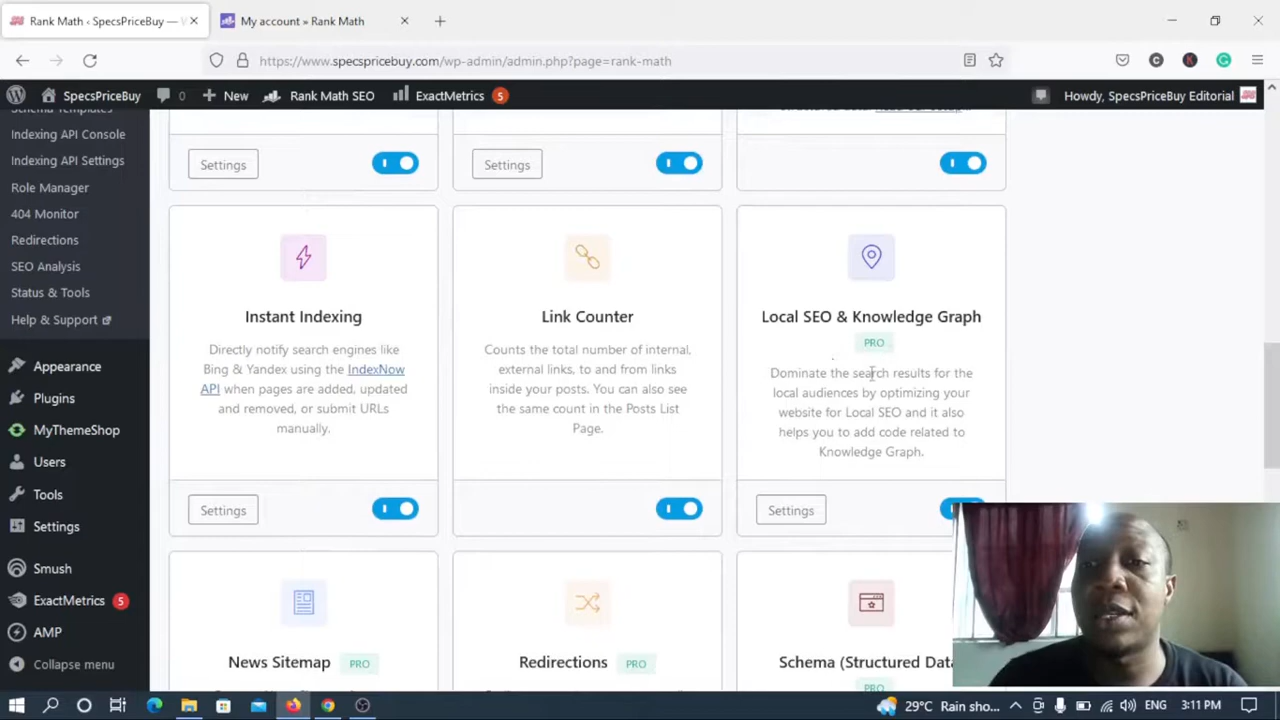 Rank Math ‹ SpecsPriceBuy — W
My account » Rank Math
https://www.specspricebuy.com/wp-admin/admin.php?page=rank-math
SpecsPriceBuy
0
New
Rank Math SEO
ExactMetrics
5
Howdy, SpecsPriceBuy Editorial
Schema Templates
Indexing API Console
Indexing API Settings
Role Manager
404 Monitor
Redirections
SEO Analysis
Status & Tools
Help & Support
Appearance
Plugins
MyThemeShop
Users
Tools
Settings
Smush
ExactMetrics 5
AMP
Collapse menu
Settings
Settings
Instant Indexing
Directly notify search engines like
Bing & Yandex using the IndexNow
API when pages are added, updated
and removed, or submit URLs
manually.
Settings
Link Counter
Counts the total number of internal,
external links, to and from links
inside your posts. You can also see
the same count in the Posts List
Page.
Local SEO & Knowledge Graph
PRO
Dominate the search results for the
local audiences by optimizing your
website for Local SEO and it also
helps you to add code related to
Knowledge Graph.
Settings
News Sitemap PRO
Redirections PRO
Schema (Structured Data
PRO
29°C Rain sho...
ENG
3:11 PM